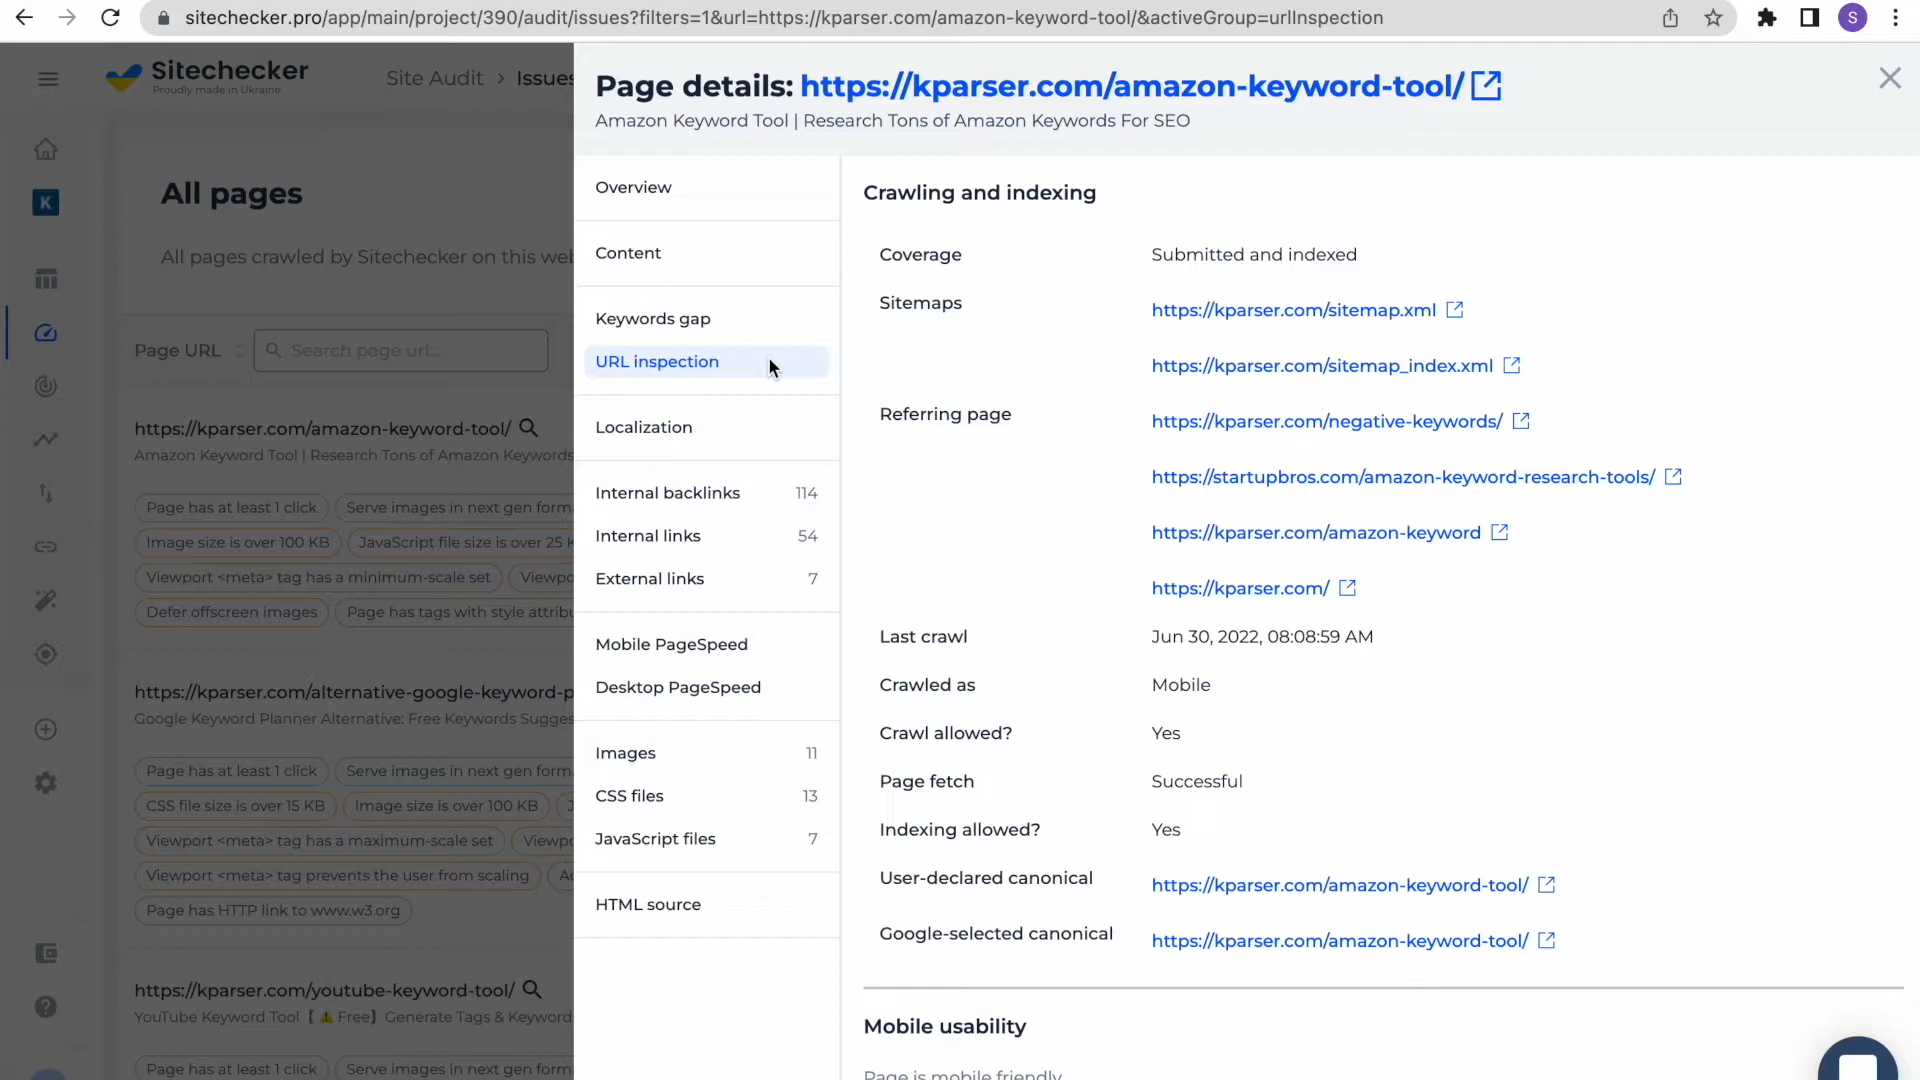 sitechecker.pro/app/main/project/390/audit/issues?filters=1&url=https://kparser.com/amazon-keyword-tool/&activeGroup=urlInspection
S
Sitechecker
Proudly made in Ukraine
Site Audit > Issues
Page details: https://kparser.com/amazon-keyword-tool/
Amazon Keyword Tool | Research Tons of Amazon Keywords For SEO
K
All pages
All pages crawled by Sitechecker on this
Page URL
Search page url...
https://kparser.com/amazon-keyword-tool/
Amazon Keyword Tool | Research Tons of Amazon Keywords
Page has at least 1 click
Serve images in next gen
Image size is over 100 KB
JavaScript file size is over 25
Viewport <meta> tag has a minimum-scale set
Defer offscreen images
Page has tags with style
https://kparser.com/alternative-google-keyword-p
Google Keyword Planner Alternative: Free Keywords
Page has at least 1 click
Serve images in next gen
CSS file size is over 15 KB
Image size is over 100 KB
Viewport <meta> tag has a maximum-scale set
Viewport <meta> tag prevents the user from scaling
Page has HTTP link to www.w3.org
https://kparser.com/youtube-keyword-tool/
YouTube Keyword Tool 【⚠️Free】 Generate Tags & Keyword
Page has at least 1 click
Serve images in next gen
Overview
Content
Keywords gap
URL inspection
Localization
Internal backlinks 114
Internal links 54
External links 7
Mobile PageSpeed
Desktop PageSpeed
Images 11
CSS files 13
JavaScript files 7
HTML source
Crawling and indexing
Coverage Submitted and indexed
Sitemaps https://kparser.com/sitemap.xml
https://kparser.com/sitemap_index.xml
Referring page https://kparser.com/negative-keywords/
https://startupbros.com/amazon-keyword-research-tools/
https://kparser.com/amazon-keyword
https://kparser.com/
Last crawl Jun 30, 2022, 08:08:59 AM
Crawled as Mobile
Crawl allowed? Yes
Page fetch Successful
Indexing allowed? Yes
User-declared canonical https://kparser.com/amazon-keyword-tool/
Google-selected canonical https://kparser.com/amazon-keyword-tool/
Mobile usability
Page is mobile friendly